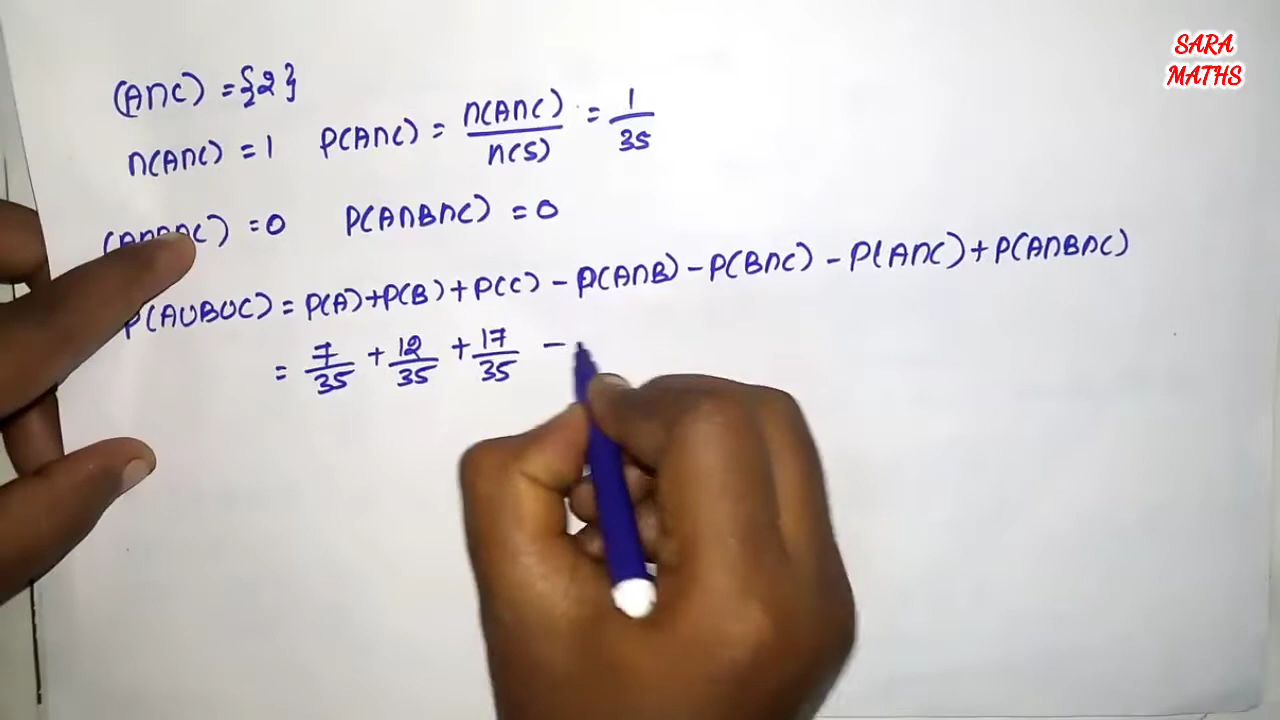 SARA
MATHS
(A∩C) = {2}
n(A∩C) = 1 P(A∩C) = n(A∩C) / n(S) = 1/35
= 0 P(A∩B∩C) = 0
P(A∪B∪C) = P(A)+P(B)+P(C) - P(A∩B) - P(B∩C) - P(A∩C) + P(A∩B∩C)
= 7/35 + 12/35 + 17/35 -